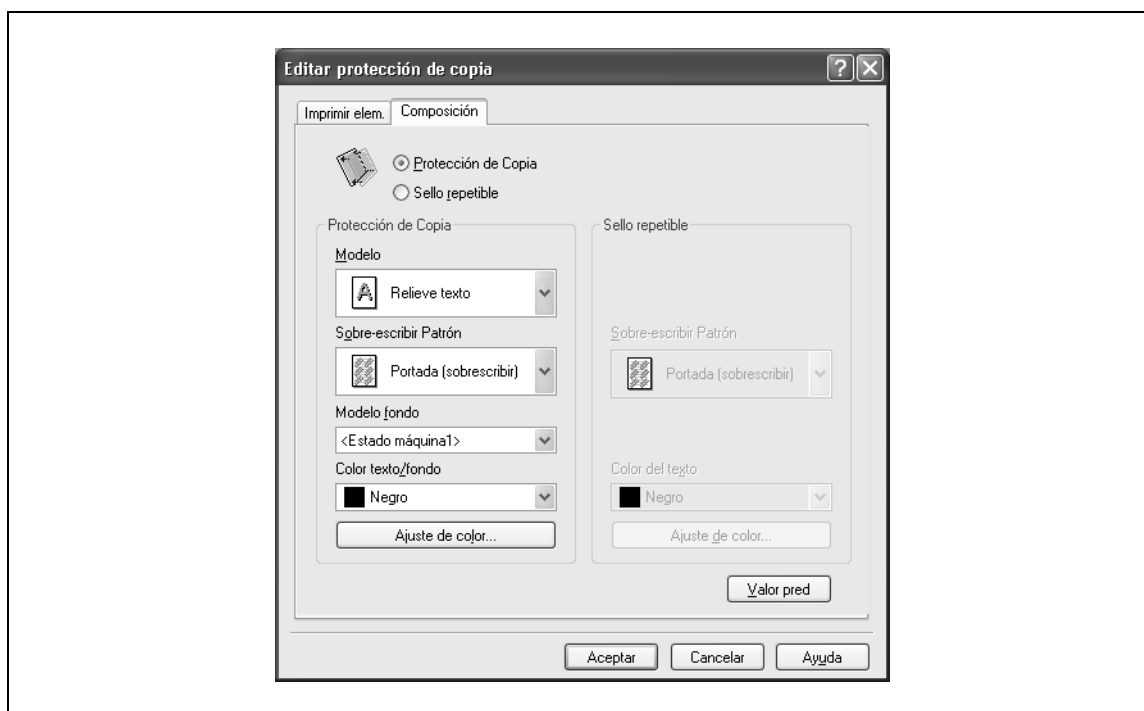 Editar protección de copia
Imprimir elem.
Composición
Protección de Copia
Sello repetible
Protección de Copia
Modelo
A
Relieve texto
Sobre-escribir Patrón
Portada (sobrescribir)
Modelo fondo
<Estado máquina1>
Color texto/fondo
Negro
Ajuste de color...
Sello repetible
Sobre-escribir Patrón
Portada (sobrescribir)
Color del texto
Negro
Ajuste de color...
Valor pred
Aceptar
Cancelar
Ayuda